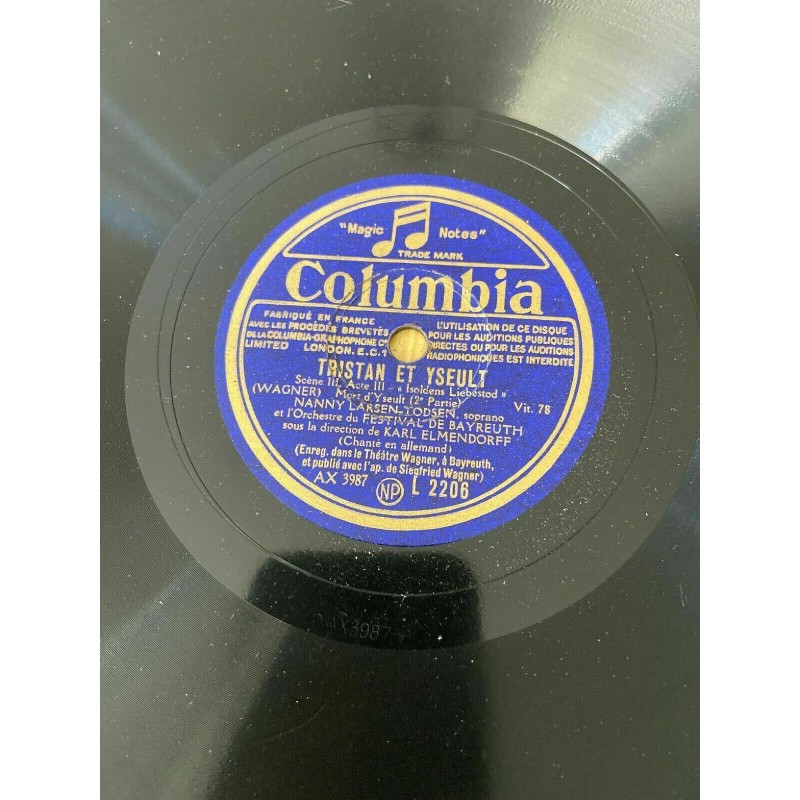 "Magic Notes"
TRADE MARK
Columbia
FABRIQUÉ EN FRANCE
AVEC LES PROCÉDÉS BREVETÉS
DE LA COLUMBIA-GRAPHOPHONE Cº
LIMITED LONDON. E.C.1
L'UTILISATION DE CE DISQUE
POUR LES AUDITIONS PUBLIQUES
DIRECTES OU POUR LES AUDITIONS
RADIOPHONIQUES EST INTERDITE
TRISTAN ET YSEULT
Scène III, Acte III - « Isoldens Liebestod »
(WAGNER) Mort d'Yseult (2e Partie) Vit. 78
NANNY LARSEN-TODSEN, soprano
et l'Orchestre du FESTIVAL DE BAYREUTH
sous la direction de KARL ELMENDORFF
(Chanté en allemand)
(Enreg. dans le Théâtre Wagner, à Bayreuth,
et publié avec l'ap. de Siegfried Wagner)
AX 3987 NP L 2206
AX3987